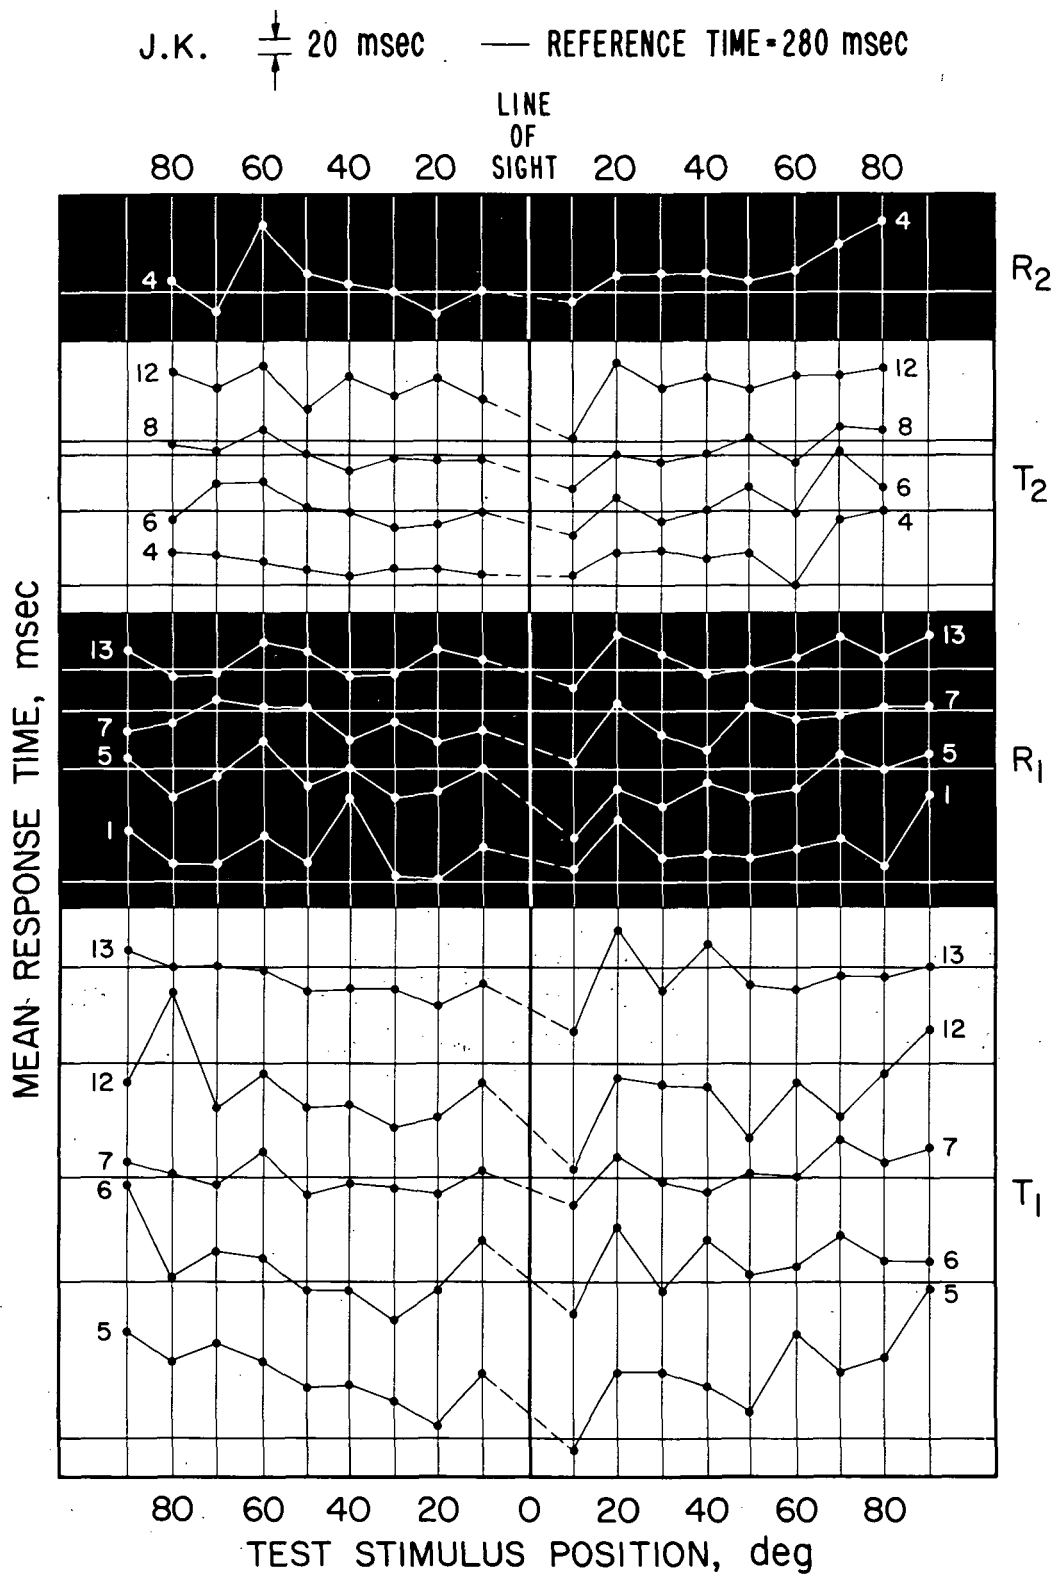 J.K. 20 msec — REFERENCE TIME=280 msec
LINE
OF
80 60 40 20 SIGHT 20 40 60 80
4 4 R2
12 12
8 8
T2
6 6
4 4
13 13
7 7
5 5 R1
1 1
13 13
12 12
7 7
6 T1
6
5 5
MEAN RESPONSE TIME, msec
80 60 40 20 0 20 40 60 80
TEST STIMULUS POSITION, deg